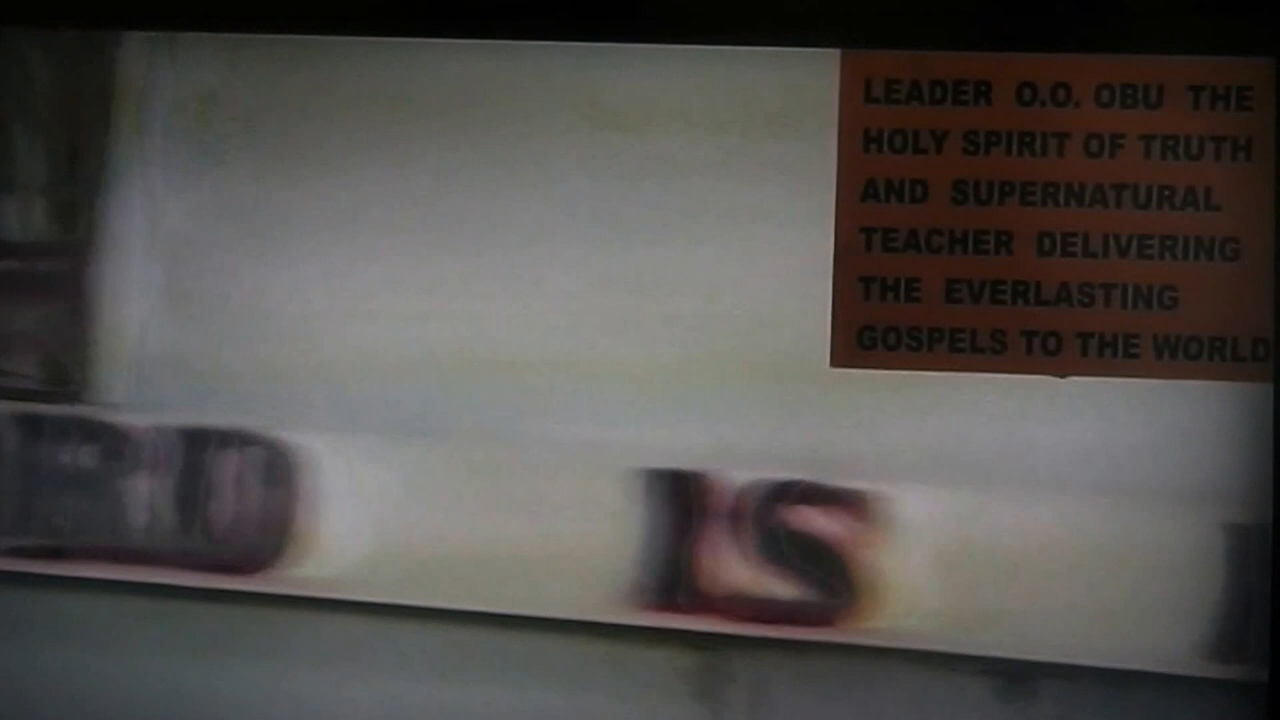 LEADER O.O. OBU THE
HOLY SPIRIT OF TRUTH
AND SUPERNATURAL
TEACHER DELIVERING
THE EVERLASTING
GOSPELS TO THE WORLD
IS